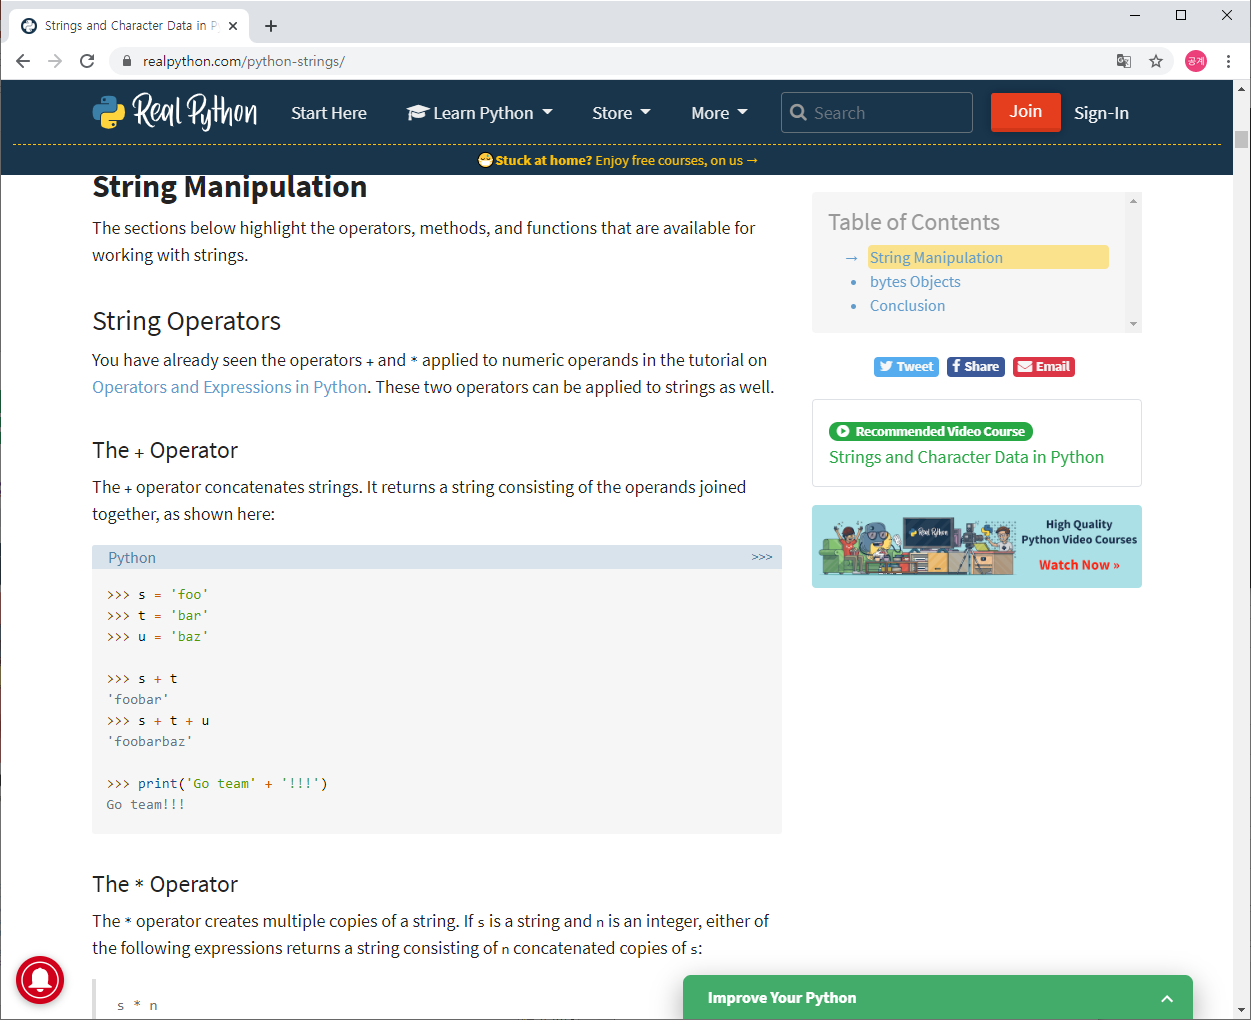 Strings and Character Data in P
realpython.com/python-strings/
공계
Real Python
Start Here
Learn Python
Store
More
Search
Join
Sign-In
Stuck at home? Enjoy free courses, on us →
String Manipulation
The sections below highlight the operators, methods, and functions that are available for
working with strings.
String Operators
You have already seen the operators + and * applied to numeric operands in the tutorial on
Operators and Expressions in Python. These two operators can be applied to strings as well.
The + Operator
The + operator concatenates strings. It returns a string consisting of the operands joined
together, as shown here:
Python >>>
>>> s = 'foo'
>>> t = 'bar'
>>> u = 'baz'
>>> s + t
'foobar'
>>> s + t + u
'foobarbaz'
>>> print('Go team' + '!!!')
Go team!!!
The * Operator
The * operator creates multiple copies of a string. If s is a string and n is an integer, either of
the following expressions returns a string consisting of n concatenated copies of s:
s * n
Table of Contents
→ String Manipulation
• bytes Objects
• Conclusion
Tweet
Share
Email
Recommended Video Course
Strings and Character Data in Python
Real Python
High Quality
Python Video Courses
Watch Now »
Improve Your Python